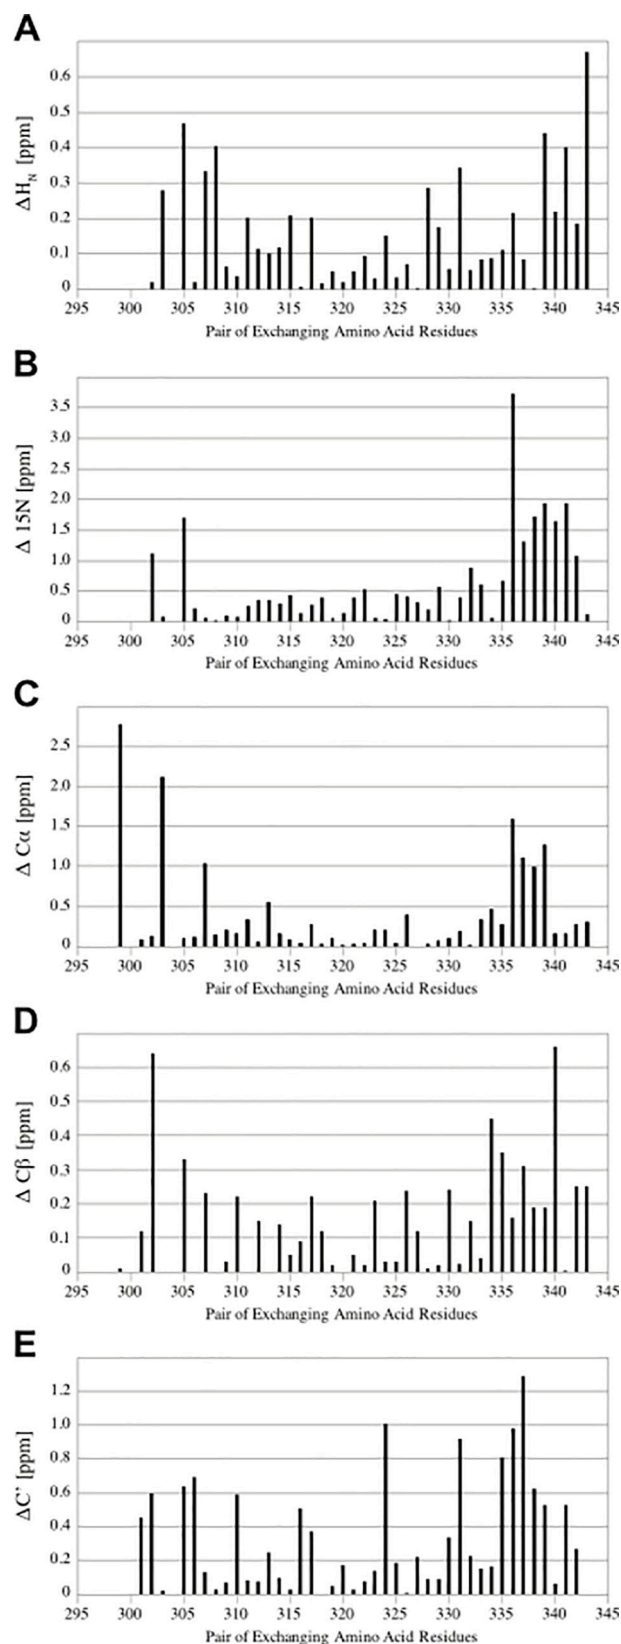 A
ΔH_N [ppm]
0.6
0.5
0.4
0.3
0.2
0.1
0
295 300 305 310 315 320 325 330 335 340 345
Pair of Exchanging Amino Acid Residues
B
Δ 15N [ppm]
3.5
3.0
2.5
2.0
1.5
1.0
0.5
0
295 300 305 310 315 320 325 330 335 340 345
Pair of Exchanging Amino Acid Residues
C
Δ Cα [ppm]
2.5
2.0
1.5
1.0
0.5
0
295 300 305 310 315 320 325 330 335 340 345
Pair of Exchanging Amino Acid Residues
D
Δ Cβ [ppm]
0.6
0.5
0.4
0.3
0.2
0.1
0
295 300 305 310 315 320 325 330 335 340 345
Pair of Exchanging Amino Acid Residues
E
ΔC' [ppm]
1.2
1.0
0.8
0.6
0.4
0.2
0
295 300 305 310 315 320 325 330 335 340 345
Pair of Exchanging Amino Acid Residues